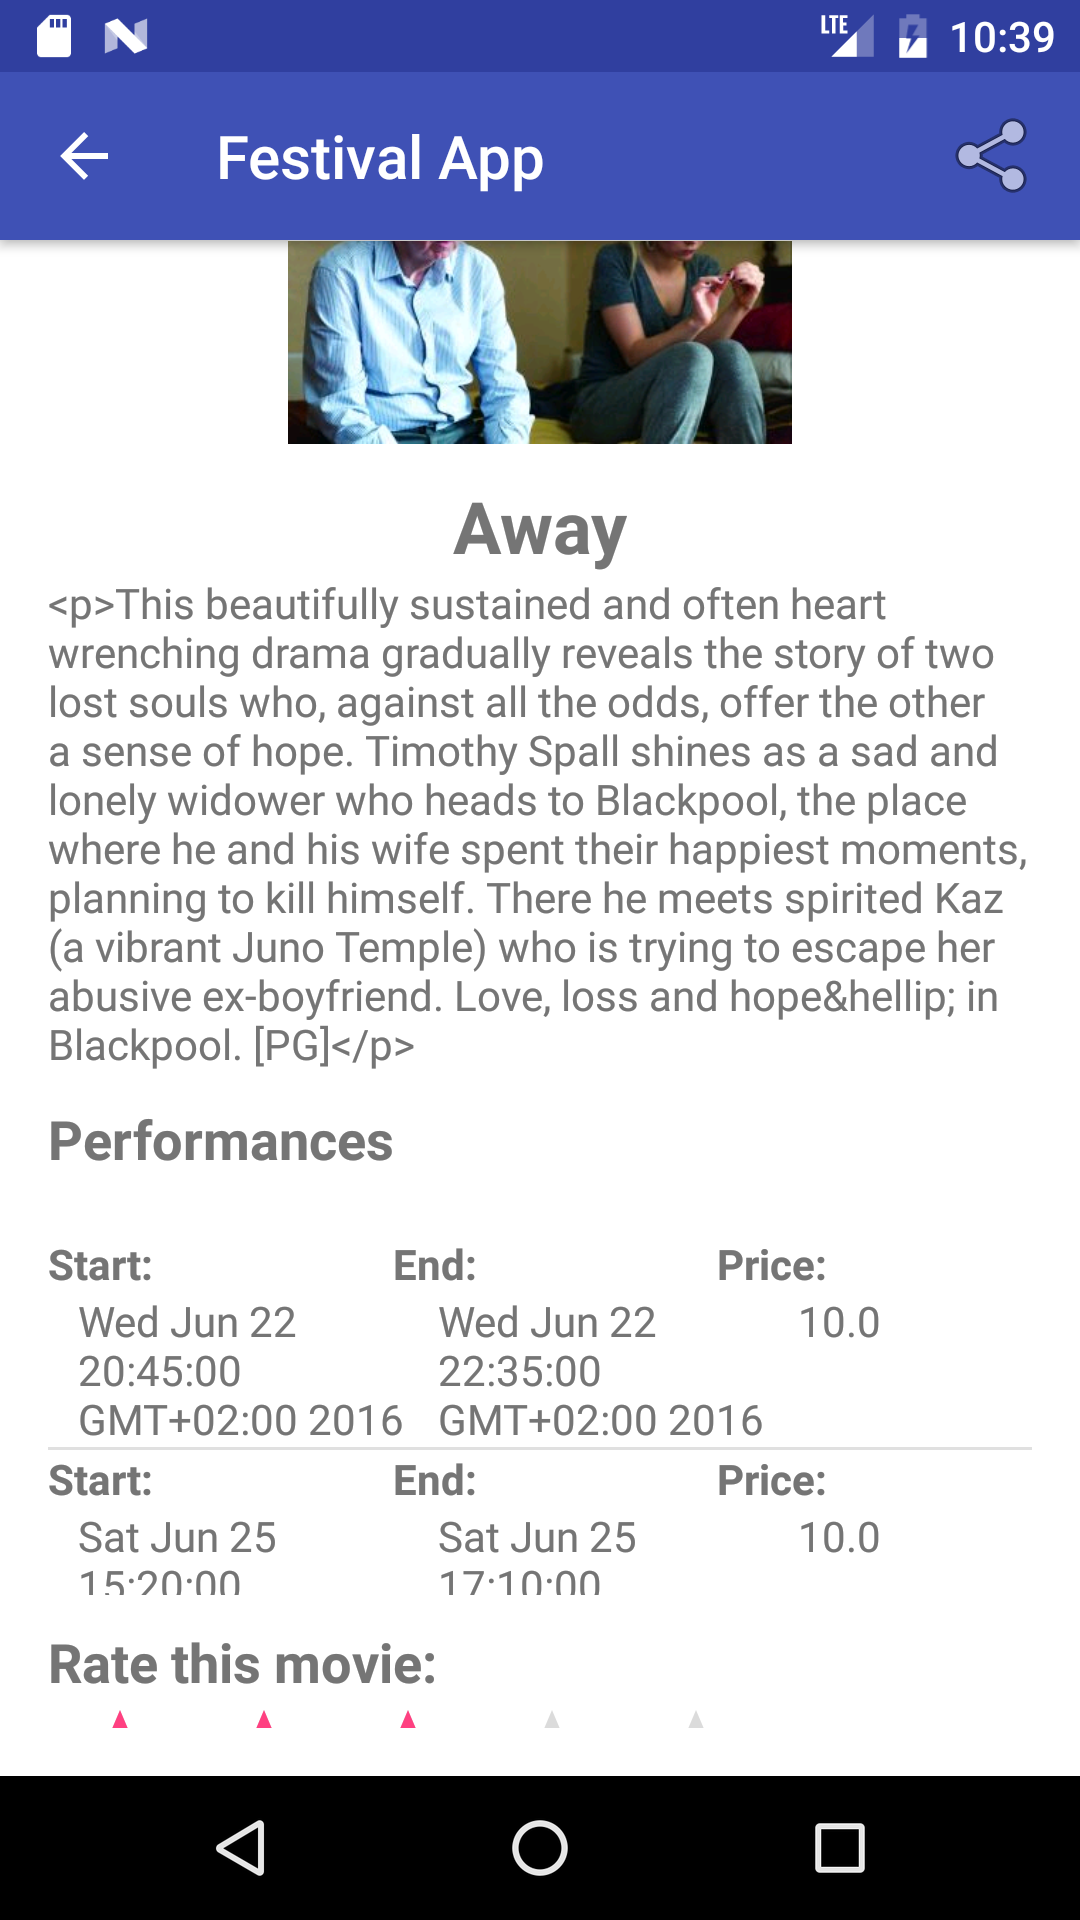 LTE 10:39
Festival App
Away
<p>This beautifully sustained and often heart
wrenching drama gradually reveals the story of two
lost souls who, against all the odds, offer the other
a sense of hope. Timothy Spall shines as a sad and
lonely widower who heads to Blackpool, the place
where he and his wife spent their happiest moments,
planning to kill himself. There he meets spirited Kaz
(a vibrant Juno Temple) who is trying to escape her
abusive ex-boyfriend. Love, loss and hope&hellip; in
Blackpool. [PG]</p>
Performances
Start: End: Price:
Wed Jun 22 Wed Jun 22 10.0
20:45:00 22:35:00
GMT+02:00 2016 GMT+02:00 2016
Start: End: Price:
Sat Jun 25 Sat Jun 25 10.0
15:20:00 17:10:00
Rate this movie: